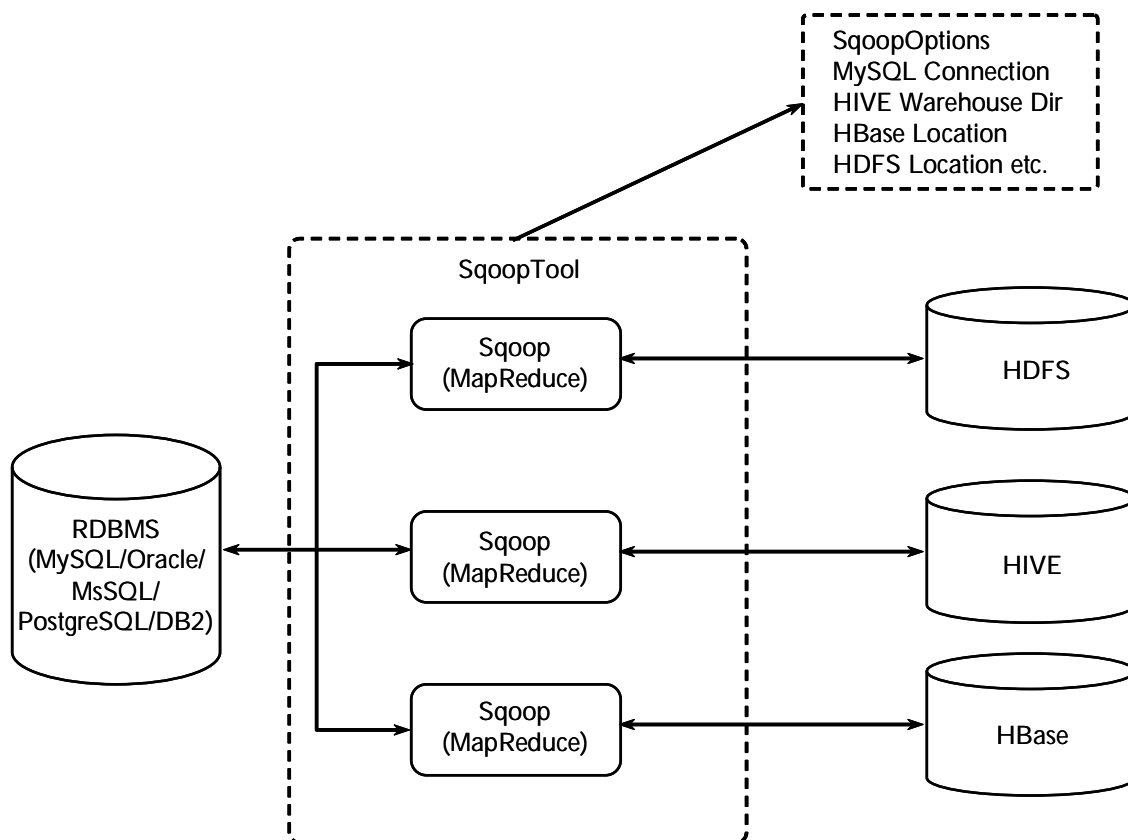 SqoopOptions
MySQL Connection
HIVE Warehouse Dir
HBase Location
HDFS Location etc.
SqoopTool
Sqoop
(MapReduce)
HDFS
RDBMS
(MySQL/Oracle/
MsSQL/
PostgreSQL/DB2)
Sqoop
(MapReduce)
HIVE
Sqoop
(MapReduce)
HBase